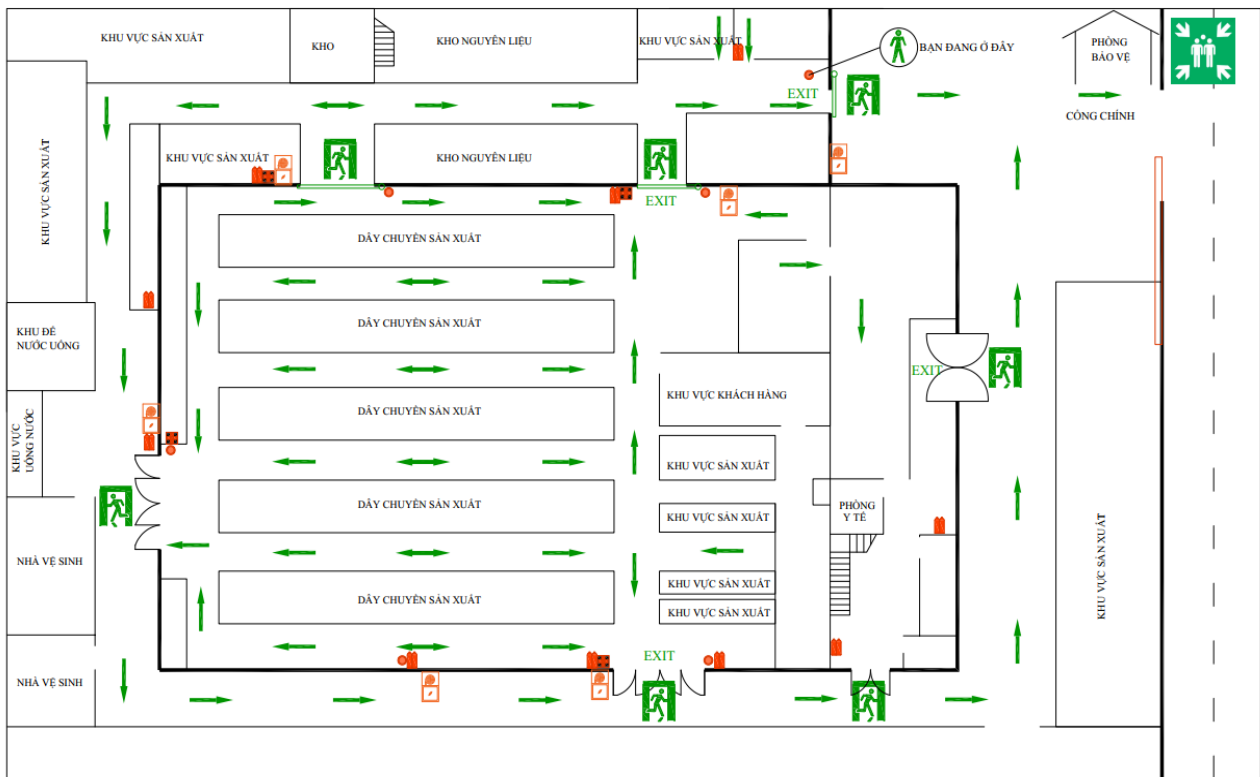 KHU VỰC SẢN XUẤT
KHO
KHO NGUYÊN LIỆU
KHU VỰC SẢN XUẤT
BẠN ĐANG Ở ĐÂY
PHÒNG
BẢO VỆ
EXIT
CÔNG CHÍNH
KHU VỰC SẢN XUẤT
KHU VỰC SẢN XUẤT
KHO NGUYÊN LIỆU
EXIT
DÂY CHUYỀN SẢN XUẤT
KHU ĐỂ
NƯỚC UỐNG
DÂY CHUYỀN SẢN XUẤT
EXIT
KHU VỰC KHÁCH HÀNG
DÂY CHUYỀN SẢN XUẤT
KHU VỰC
UỐNG NƯỚC
KHU VỰC SẢN XUẤT
DÂY CHUYỀN SẢN XUẤT
KHU VỰC SẢN XUẤT
PHÒNG
Y TẾ
NHÀ VỆ SINH
KHU VỰC SẢN XUẤT
DÂY CHUYỀN SẢN XUẤT
KHU VỰC SẢN XUẤT
KHU VỰC SẢN XUẤT
EXIT
NHÀ VỆ SINH